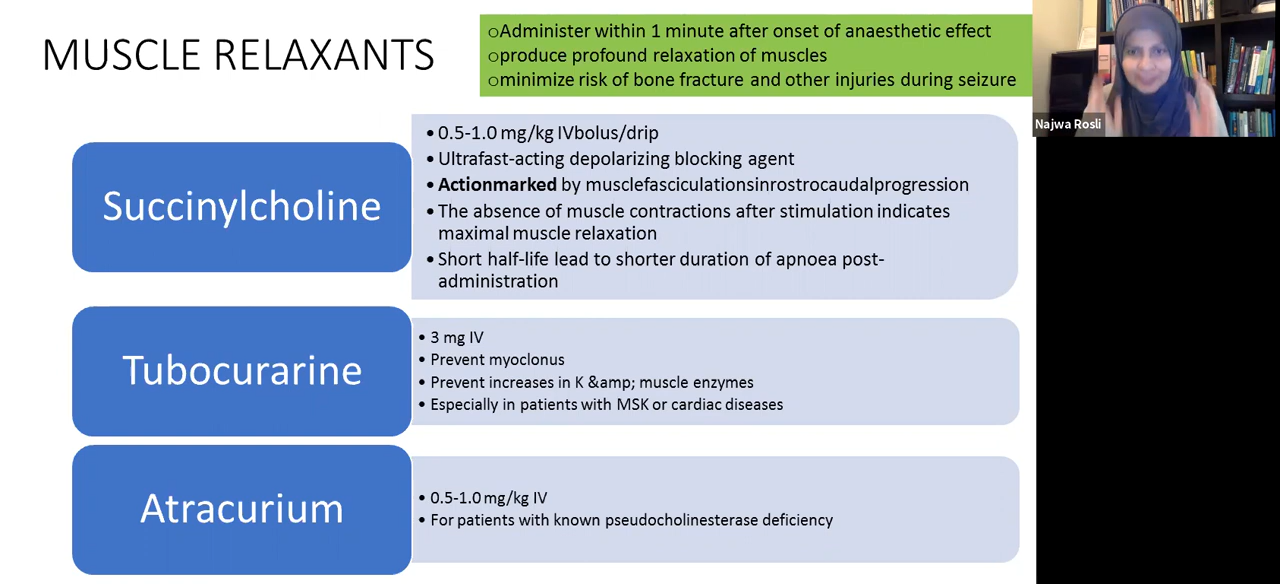 MUSCLE RELAXANTS
○Administer within 1 minute after onset of anaesthetic effect
○produce profound relaxation of muscles
○minimize risk of bone fracture and other injuries during seizure
Najwa Rosli
Succinylcholine
• 0.5-1.0 mg/kg IVbolus/drip
• Ultrafast-acting depolarizing blocking agent
• Actionmarked by musclefasciculationsinrostrocaudalprogression
• The absence of muscle contractions after stimulation indicates
maximal muscle relaxation
• Short half-life lead to shorter duration of apnoea post-
administration
Tubocurarine
• 3 mg IV
• Prevent myoclonus
• Prevent increases in K &amp; muscle enzymes
• Especially in patients with MSK or cardiac diseases
Atracurium
• 0.5-1.0 mg/kg IV
• For patients with known pseudocholinesterase deficiency